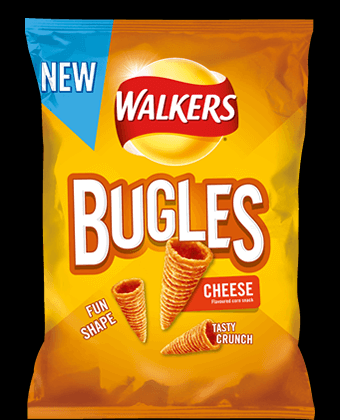 NEW
WALKERS
BUGLES
CHEESE
Flavoured corn snack
FUN
SHAPE
TASTY
CRUNCH